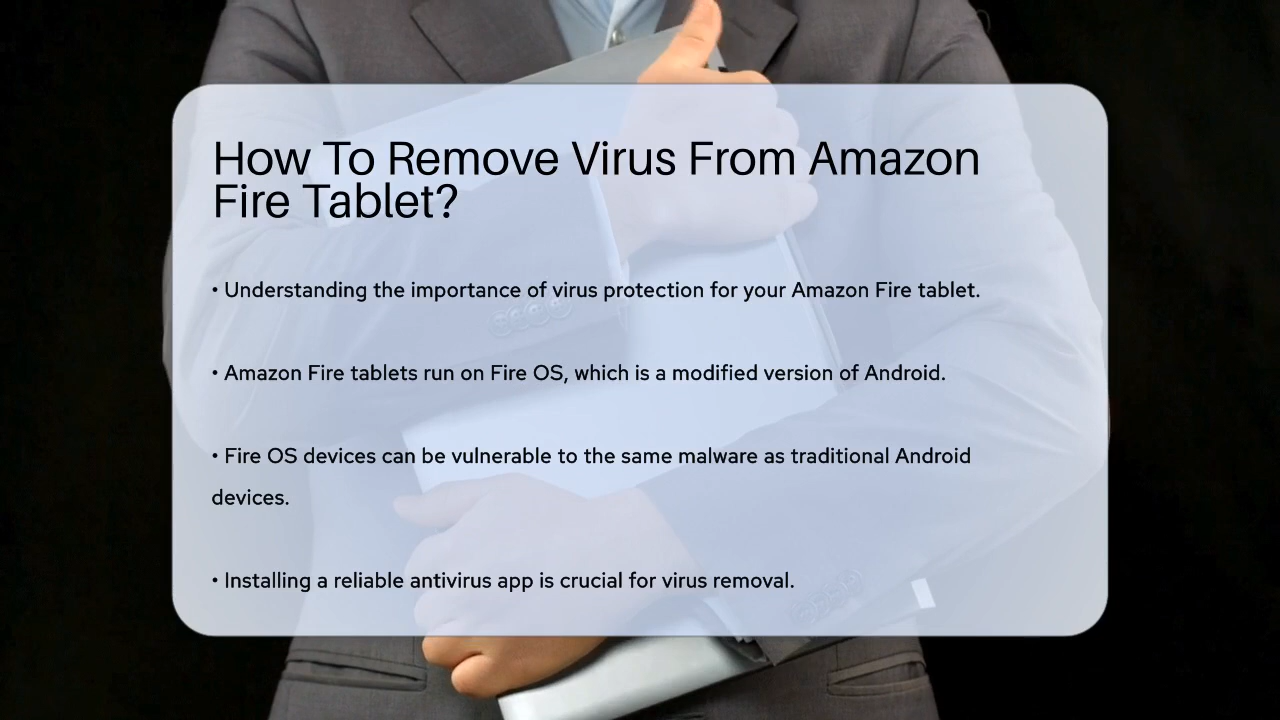 How To Remove Virus From Amazon
Fire Tablet?
• Understanding the importance of virus protection for your Amazon Fire tablet.
• Amazon Fire tablets run on Fire OS, which is a modified version of Android.
• Fire OS devices can be vulnerable to the same malware as traditional Android
devices.
• Installing a reliable antivirus app is crucial for virus removal.